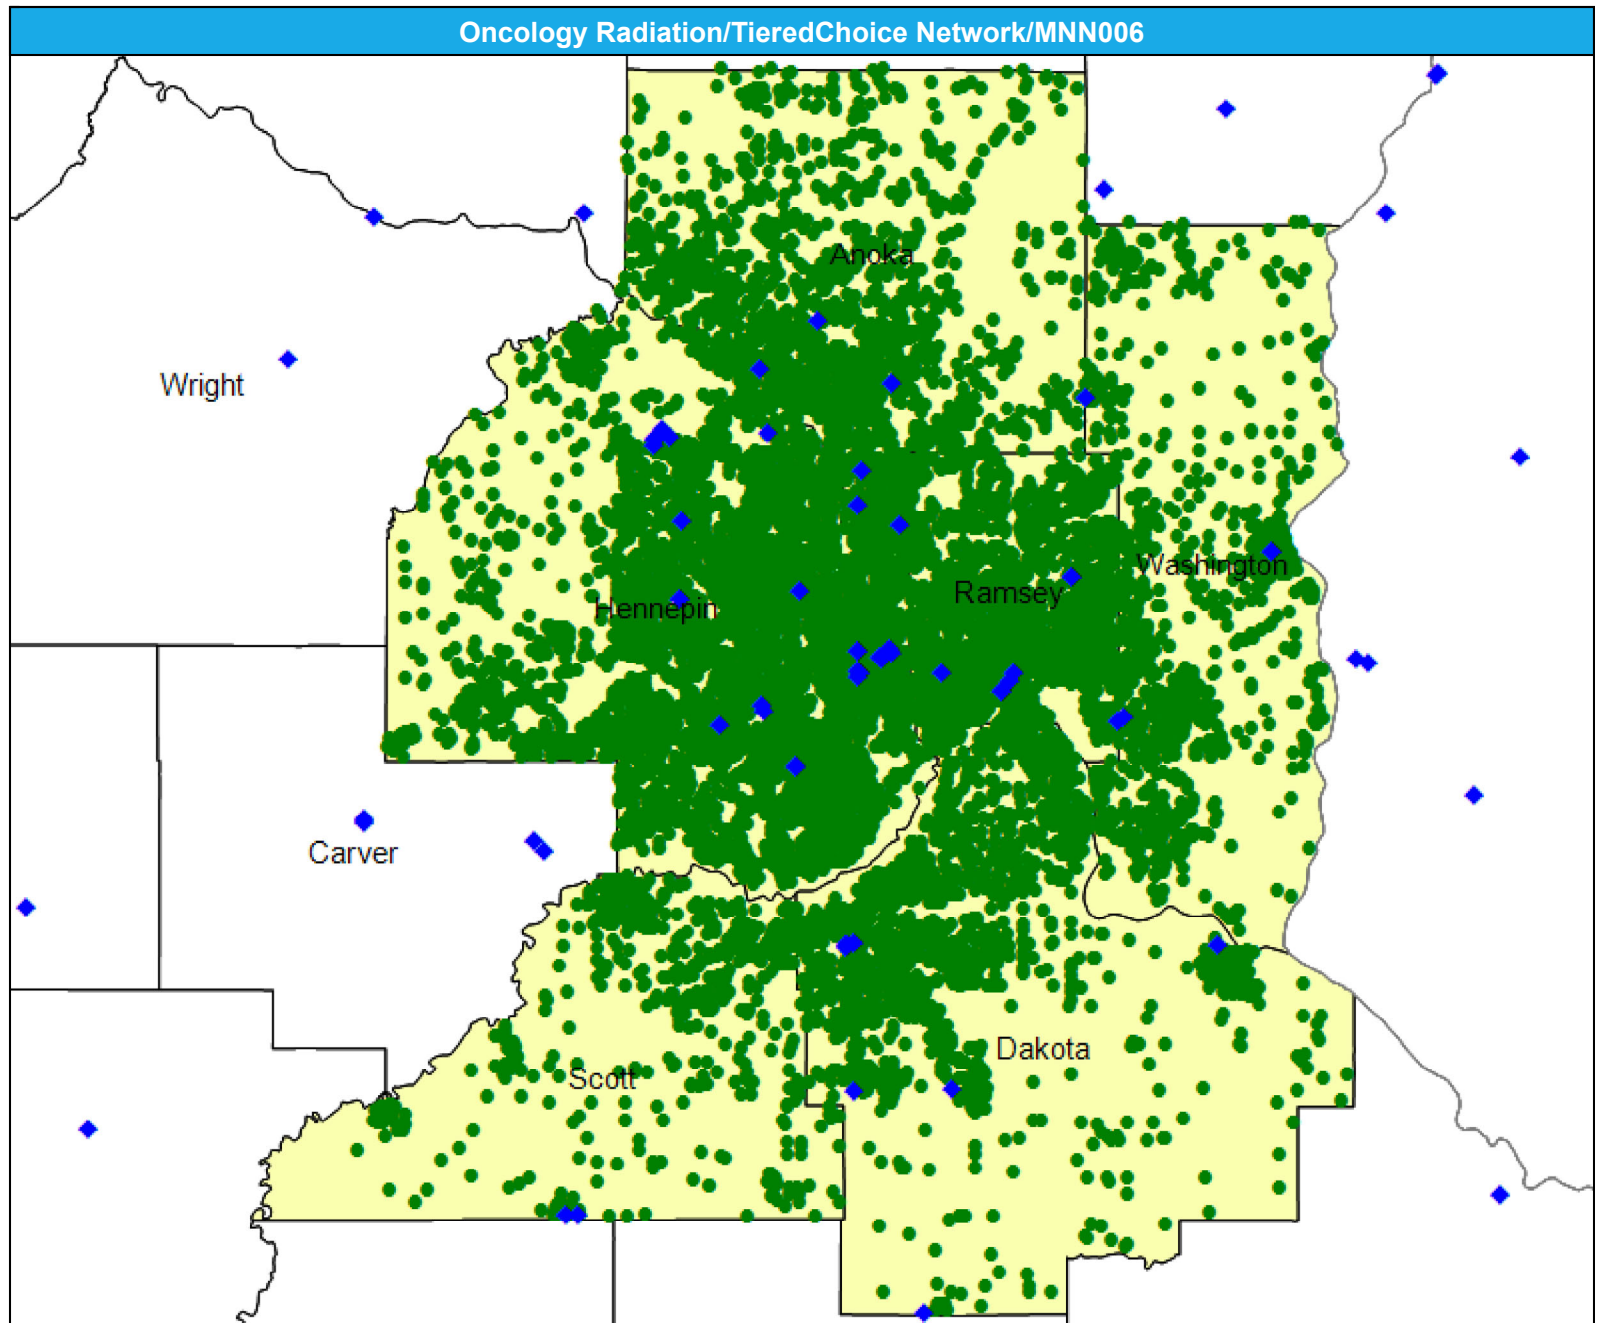 Oncology Radiation/TieredChoice Network/MNN006
Anoka
Wright
Washington
Ramsey
Hennepin
Carver
Dakota
Scott